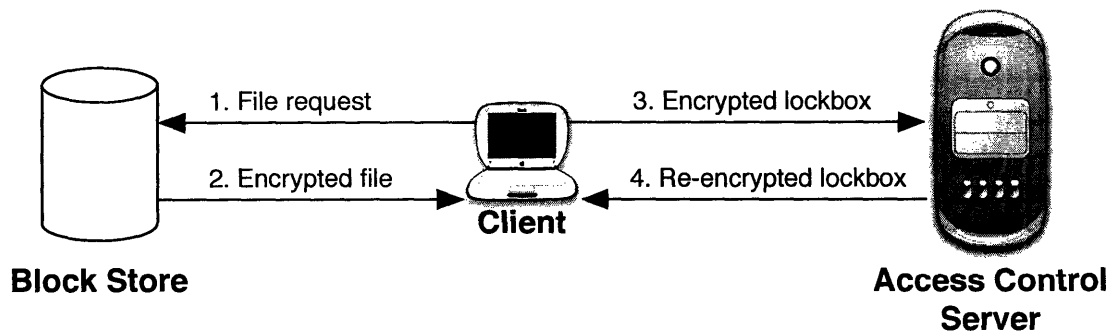 1. File request
3. Encrypted lockbox
2. Encrypted file
4. Re-encrypted lockbox
Client
Block Store
Access Control
Server